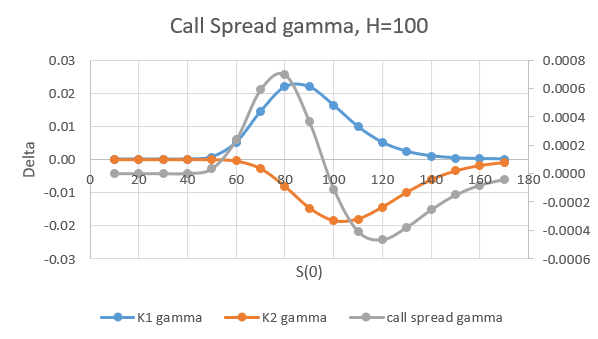 Call Spread gamma, H=100
0.03 0.0008
0.02 0.0006
0.0004
0.01 0.0002
0.00 0.0000
0 20 40 60 80 100 120 140 160 180
-0.01 -0.0002
-0.02 -0.0004
-0.03 -0.0006
Delta
S(0)
K1 gamma K2 gamma call spread gamma